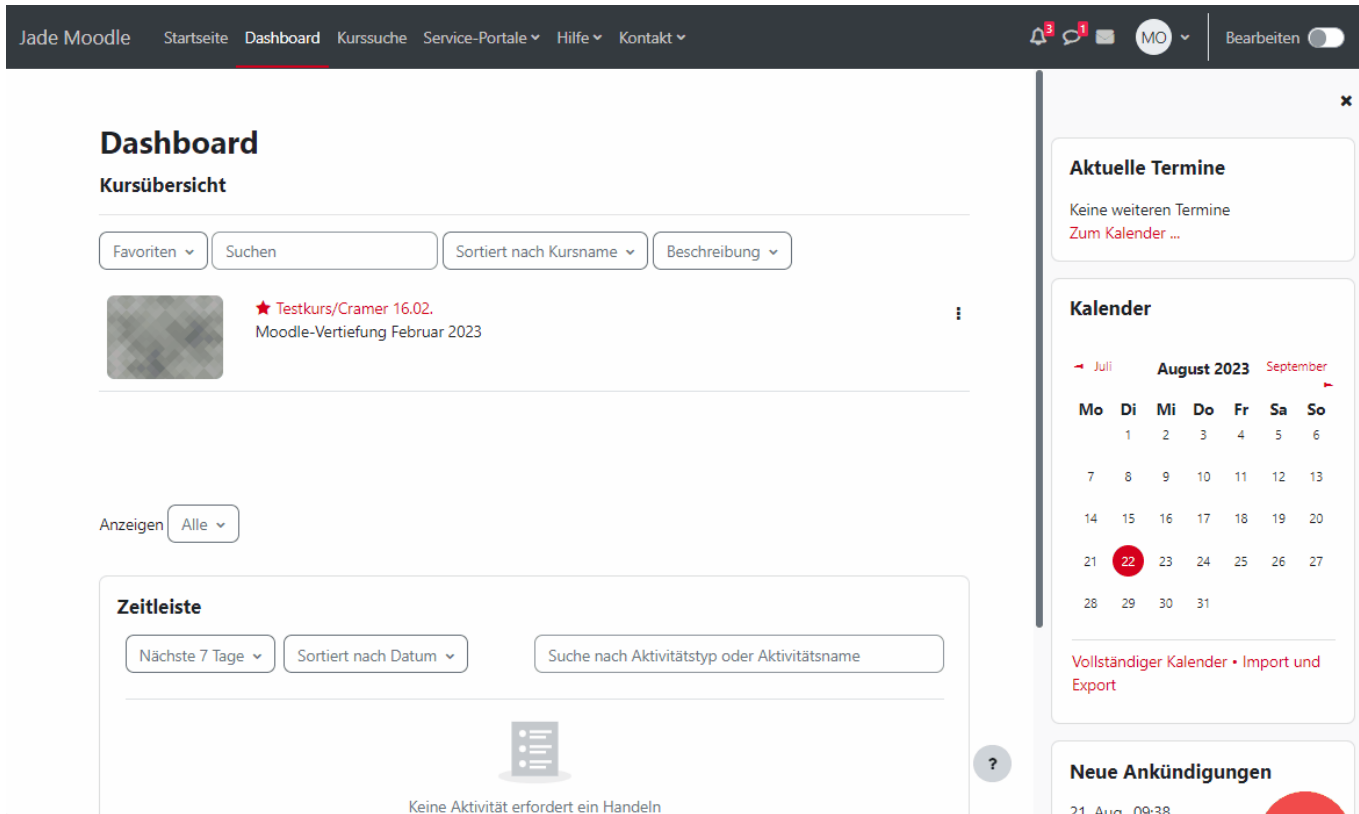 Jade Moodle Startseite Dashboard Kurssuche Service-Portale Hilfe Kontakt 3 1 MO Bearbeiten
Dashboard
Kursübersicht
Favoriten Suchen Sortiert nach Kursname Beschreibung
Testkurs/Cramer 16.02.
Moodle-Vertiefung Februar 2023
Anzeigen Alle
Zeitleiste
Nächste 7 Tage Sortiert nach Datum Suche nach Aktivitätstyp oder Aktivitätsname
Keine Aktivität erfordert ein Handeln
?
Aktuelle Termine
Keine weiteren Termine
Zum Kalender ...
Kalender
Juli August 2023 September
Mo Di Mi Do Fr Sa So
1 2 3 4 5 6
7 8 9 10 11 12 13
14 15 16 17 18 19 20
21 22 23 24 25 26 27
28 29 30 31
Vollständiger Kalender • Import und
Export
Neue Ankündigungen
21. Aug., 09:38